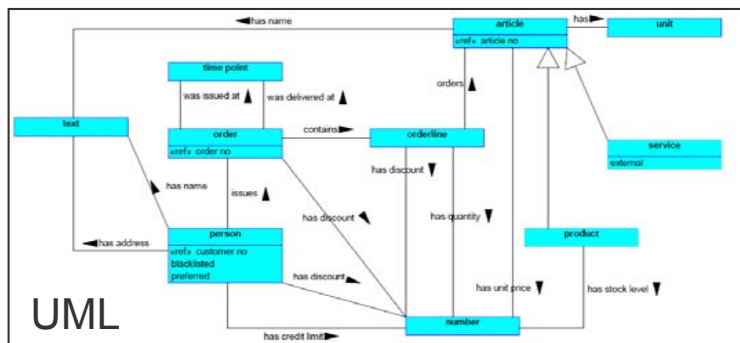 article
has
unit
has name
«ref» article no
time point
orders
was issued at
was delivered at
text
order
contains
orderline
«ref» order no
service
external
has discount
has name
issues
has discount
has quantity
person
product
has address
«ref» customer no
blacklisted
preferred
has discount
has unit price
has stock level
UML
number
has credit limit